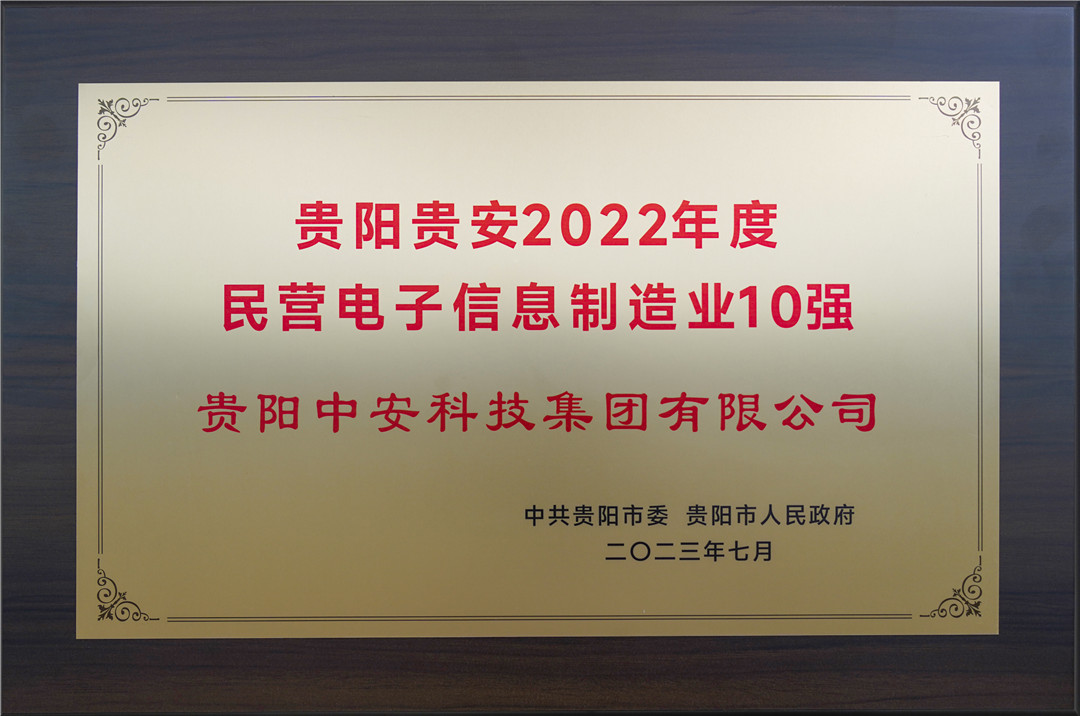 贵阳贵安2022年度
民营电子信息制造业10强
贵阳中安科技集团有限公司
中共贵阳市委 贵阳市人民政府
二〇二三年七月